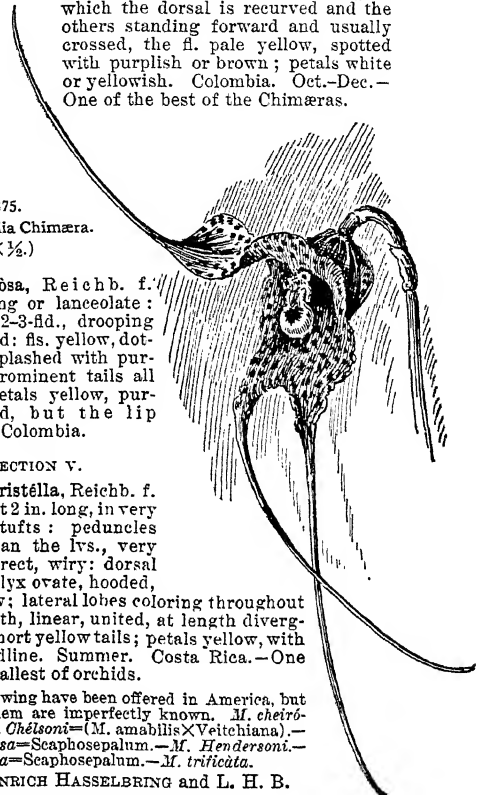 which the dorsal is recurved and the
others standing forward and usually
crossed, the fl. pale yellow, spotted
with purplish or brown; petals white
or yellowish. Colombia. Oct.-Dec.—
One of the best of the Chimæras.
75.
ia Chimæra.
(× ½.)
òsa, Reichb. f.
ng or lanceolate:
2-3-fld., drooping
d: fls. yellow, dot-
plashed with pur-
rominent tails all
etals yellow, pur-
d, but the lip
Colombia.
ECTION V.
ristélla, Reichb. f.
t 2 in. long, in very
tufts: peduncles
an the lvs., very
rect, wiry: dorsal
lyx ovate, hooded,
; lateral lobes coloring throughout
th, linear, united, at length diverg-
hort yellow tails; petals yellow, with
dline. Summer. Costa Rica.—One
allest of orchids.
wing have been offered in America, but
em are imperfectly known. M. cheiró-
Chélsoni=(M. amabilis×Veitchiana).—
sa=Scaphosepalum.—M. Hendersoni.—
a=Scaphosepalum.—M. trificàta.
NRICH HASSELBRING and L. H. B.